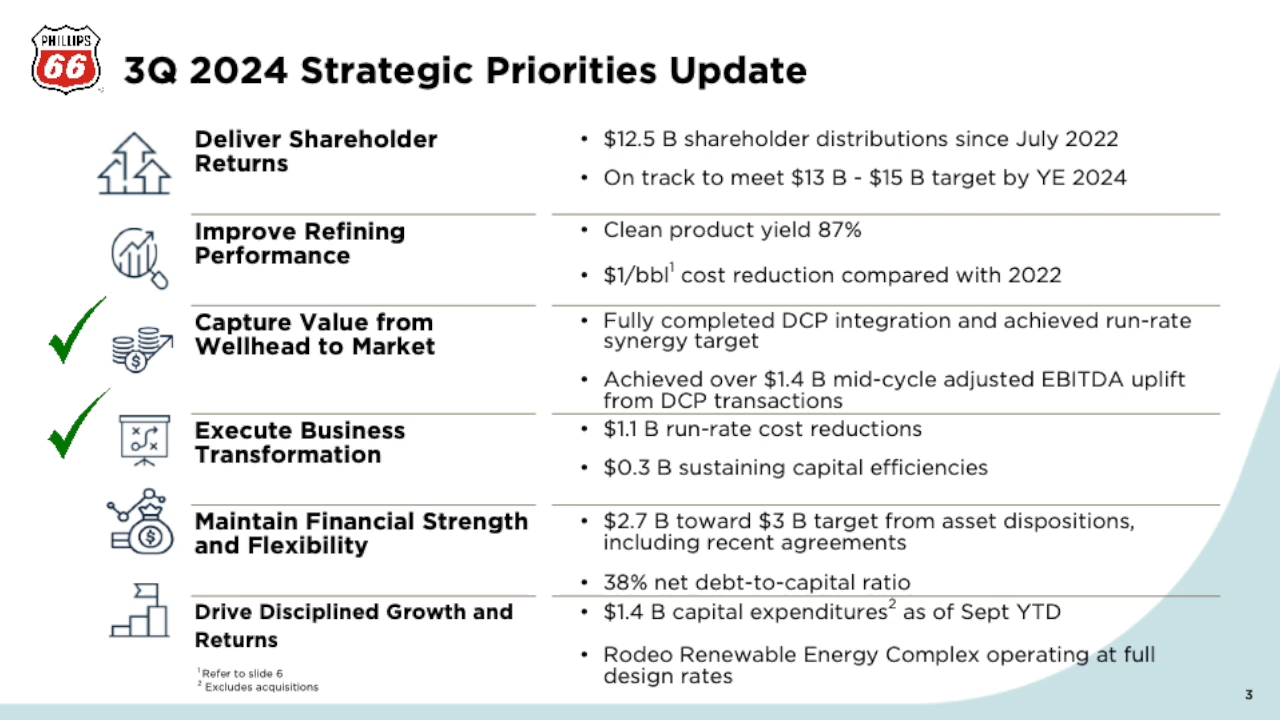 PHILLIPS
66
3Q 2024 Strategic Priorities Update
Deliver Shareholder
Returns
• $12.5 B shareholder distributions since July 2022
• On track to meet $13 B - $15 B target by YE 2024
Improve Refining
Performance
• Clean product yield 87%
• $1/bbl¹ cost reduction compared with 2022
Capture Value from
Wellhead to Market
• Fully completed DCP integration and achieved run-rate
synergy target
• Achieved over $1.4 B mid-cycle adjusted EBITDA uplift
from DCP transactions
Execute Business
Transformation
• $1.1 B run-rate cost reductions
• $0.3 B sustaining capital efficiencies
Maintain Financial Strength
and Flexibility
• $2.7 B toward $3 B target from asset dispositions,
including recent agreements
• 38% net debt-to-capital ratio
Drive Disciplined Growth and
Returns
• $1.4 B capital expenditures² as of Sept YTD
• Rodeo Renewable Energy Complex operating at full
design rates
¹ Refer to slide 6
² Excludes acquisitions
3